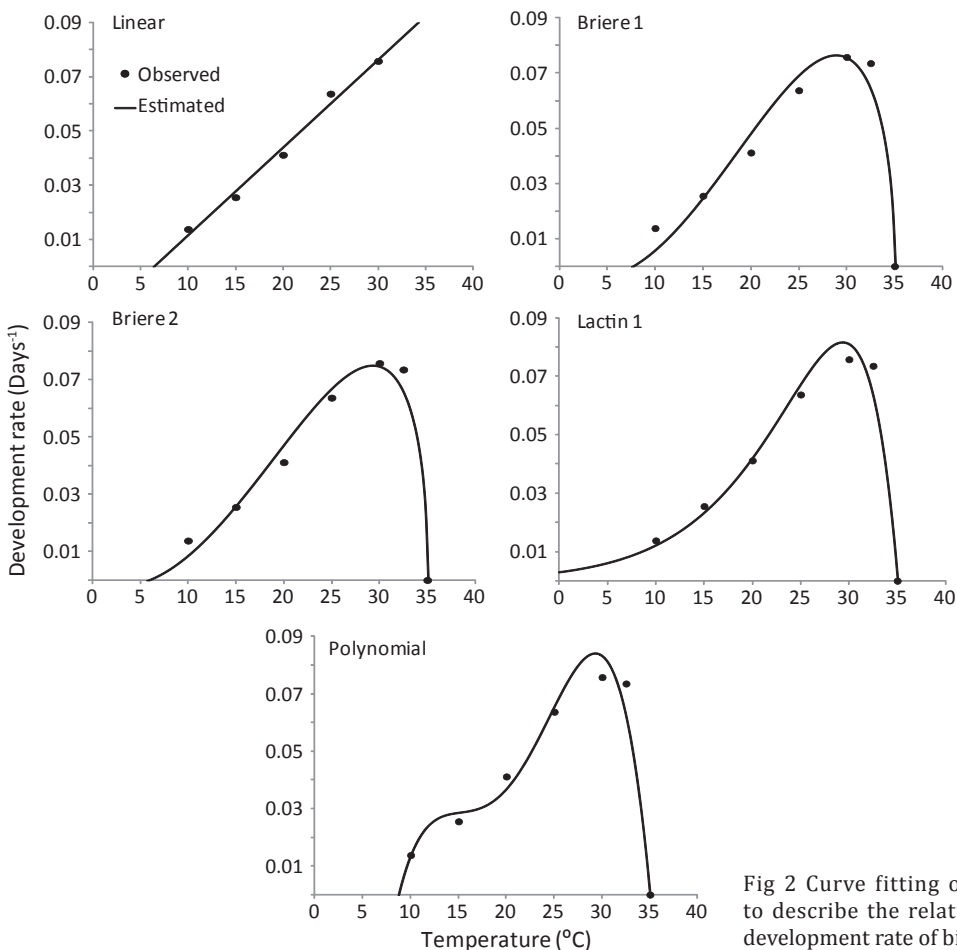 0.09
0.07
0.05
0.03
0.01
Linear
Observed
Estimated
0 5 10 15 20 25 30 35 40
0.09
0.07
0.05
0.03
0.01
Briere 1
0 5 10 15 20 25 30 35 40
Development rate (Days-1)
0.09
0.07
0.05
0.03
0.01
Briere 2
0 5 10 15 20 25 30 35 40
0.09
0.07
0.05
0.03
0.01
Lactin 1
0 5 10 15 20 25 30 35 40
0.09
0.07
0.05
0.03
0.01
Polynomial
0 5 10 15 20 25 30 35 40
Temperature (°C)
Fig 2 Curve fitting
to describe the
development rate of